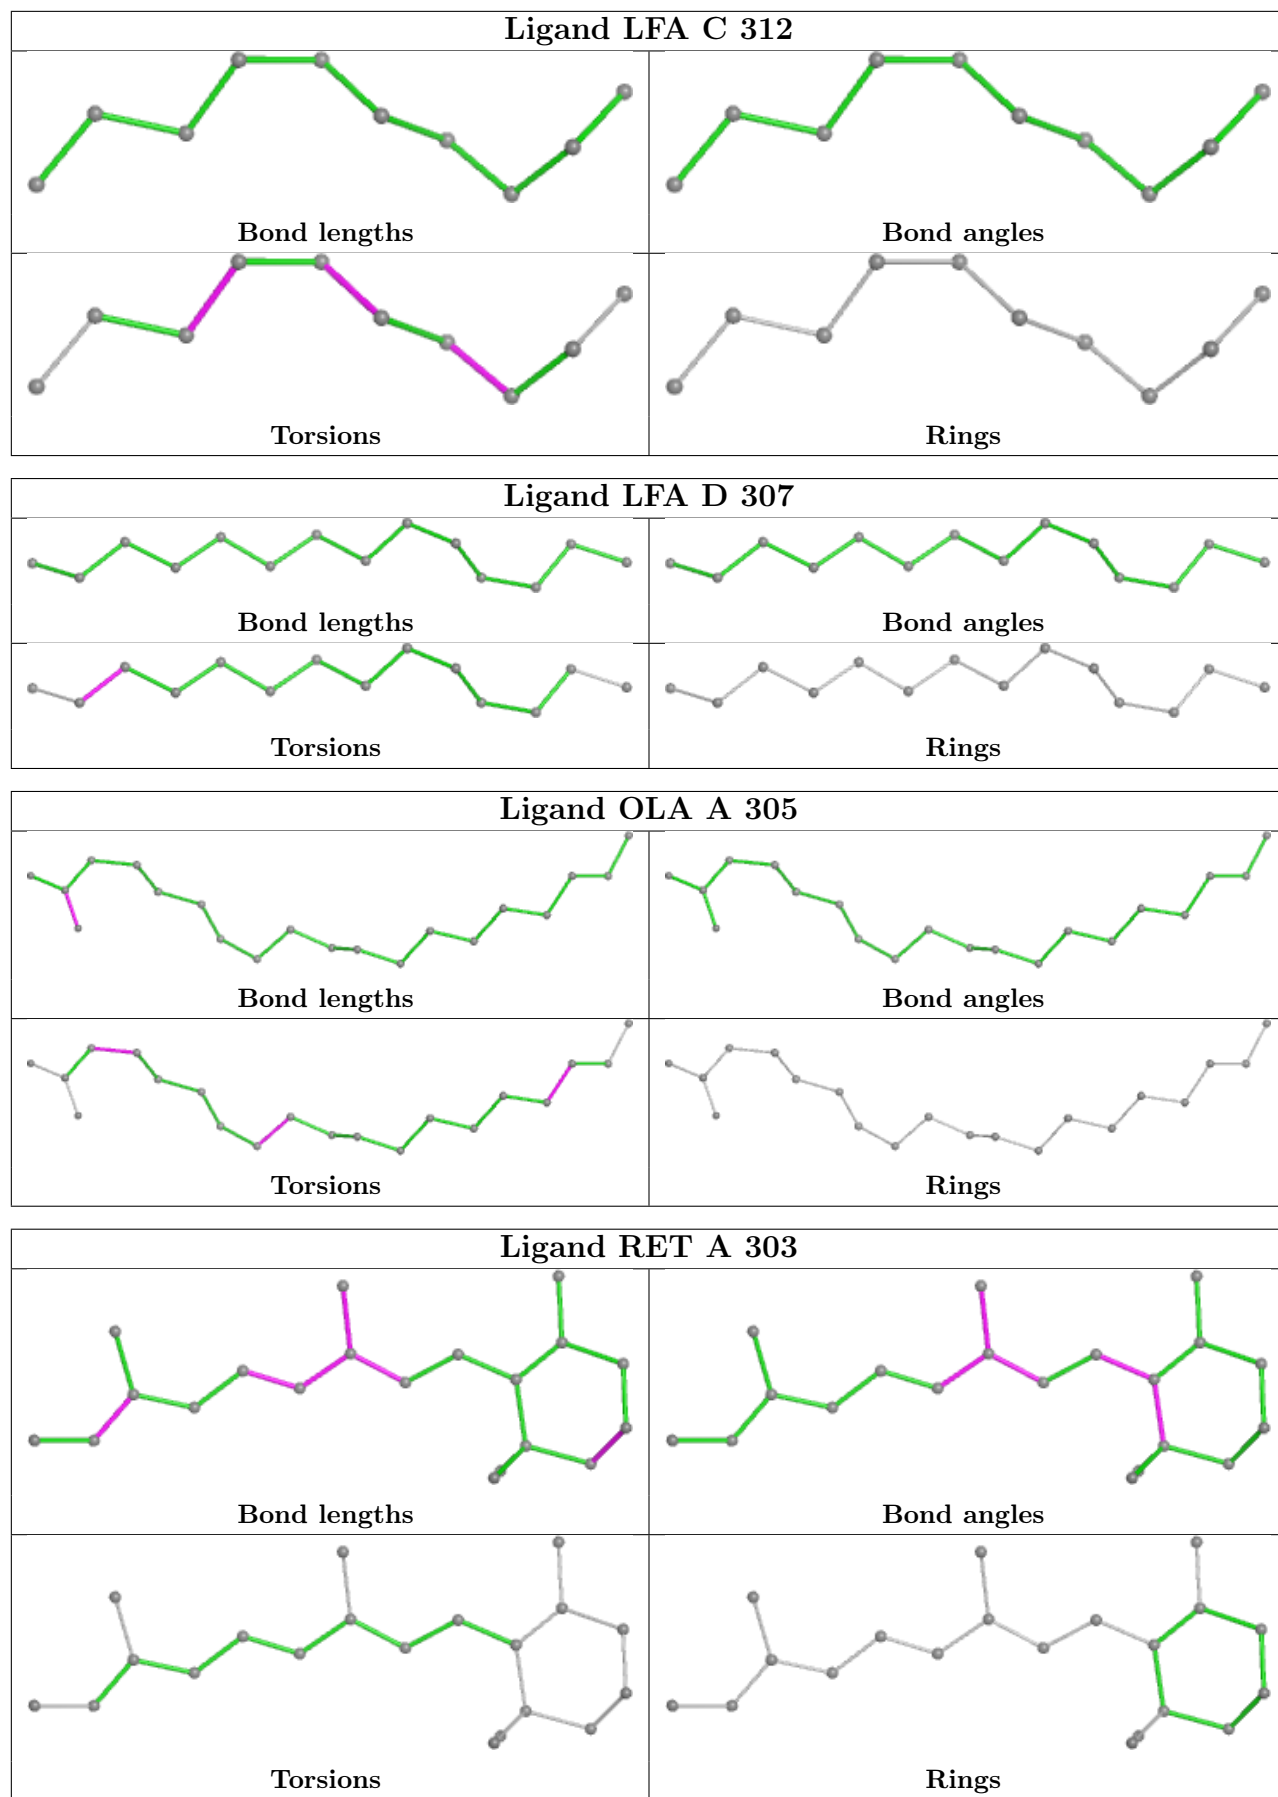 Ligand LFA C 312
Bond lengths
Bond angles
Torsions
Rings
Ligand LFA D 307
Bond lengths
Bond angles
Torsions
Rings
Ligand OLA A 305
Bond lengths
Bond angles
Torsions
Rings
Ligand RET A 303
Bond lengths
Bond angles
Torsions
Rings